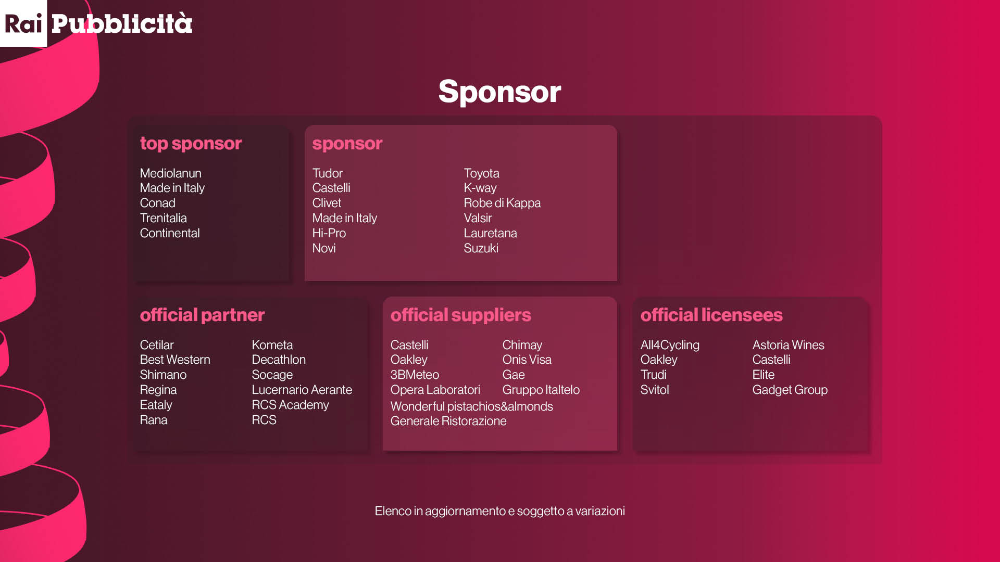 Rai Pubblicità
Sponsor
top sponsor
Mediolanun
Made in Italy
Conad
Trenitalia
Continental
sponsor
Tudor
Castelli
Clivet
Made in Italy
Hi-Pro
Novi
Toyota
K-way
Robe di Kappa
Valsir
Lauretana
Suzuki
official partner
Cetilar
Best Western
Shimano
Regina
Eataly
Rana
Kometa
Decathlon
Socage
Lucernario Aerante
RCS Academy
RCS
official suppliers
Castelli
Oakley
3BMeteo
Opera Laboratori
Chimay
Onis Visa
Gae
Gruppo Italtelo
Wonderful pistachios&almonds
Generale Ristorazione
official licensees
All4Cycling
Oakley
Trudi
Svitol
Astoria Wines
Castelli
Elite
Gadget Group
Elenco in aggiornamento e soggetto a variazioni